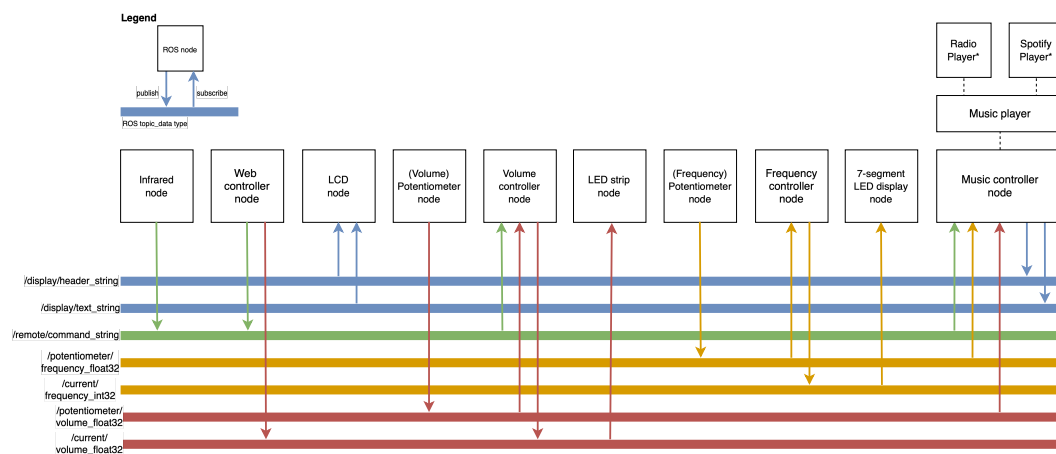 Legend
ROS node
publish
subscribe
ROS topic_data type
Radio
Player*
Spotify
Player*
Music player
Infrared
node
Web
controller
node
LCD
node
(Volume)
Potentiometer
node
Volume
controller
node
LED strip
node
(Frequency)
Potentiometer
node
Frequency
controller
node
7-segment
LED display
node
Music controller
node
/display/header_string
/display/text_string
/remote/command_string
/potentiometer/
frequency_float32
/current/
frequency_int32
/potentiometer/
volume_float32
/current/
volume_float32